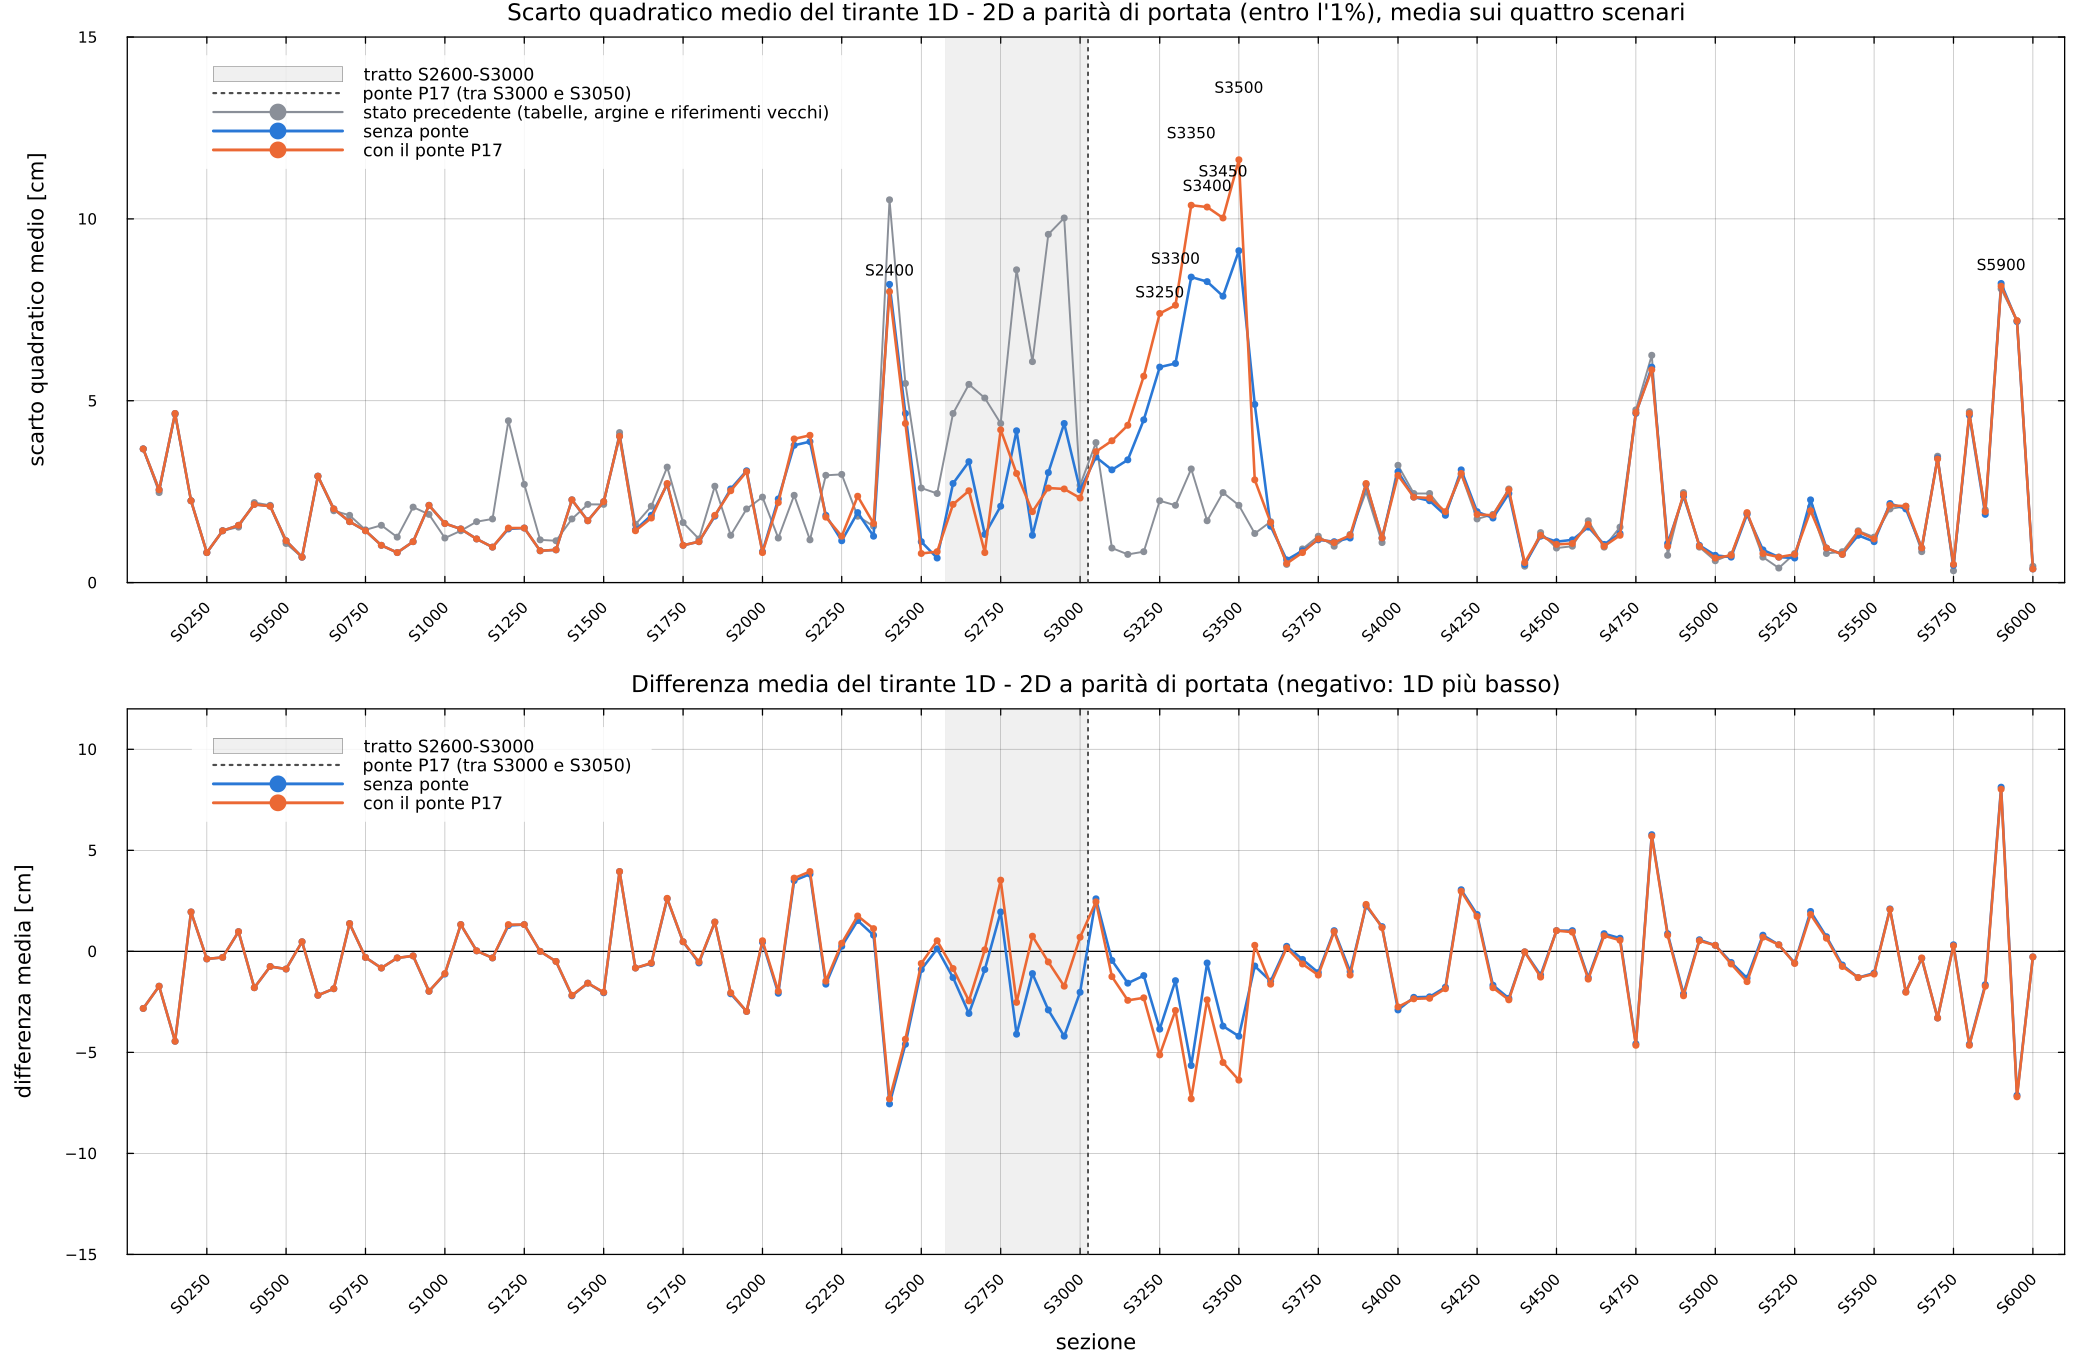 Scarto quadratico medio del tirante 1D - 2D a parità di portata (entro l'1%), media sui quattro scenari
scarto quadratico medio [cm]
15
10
5
0
tratto S2600-S3000
ponte P17 (tra S3000 e S3050)
stato precedente (tabelle, argine e riferimenti vecchi)
senza ponte
con il ponte P17
S3500
S3350
S3450
S3400
S3300
S5900
S2400
S3250
S0250
S0500
S0750
S1000
S1250
S1500
S1750
S2000
S2250
S2500
S2750
S3000
S3250
S3500
S3750
S4000
S4250
S4500
S4750
S5000
S5250
S5500
S5750
S6000
Differenza media del tirante 1D - 2D a parità di portata (negativo: 1D più basso)
differenza media [cm]
10
5
0
−5
−10
−15
tratto S2600-S3000
ponte P17 (tra S3000 e S3050)
senza ponte
con il ponte P17
S0250
S0500
S0750
S1000
S1250
S1500
S1750
S2000
S2250
S2500
S2750
S3000
S3250
S3500
S3750
S4000
S4250
S4500
S4750
S5000
S5250
S5500
S5750
S6000
sezione